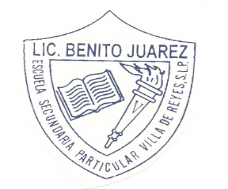 LIC. BENITO JUAREZ
ESCUELA SECUNDARIA PARTICULAR VILLA DE REYES, S.L.P.